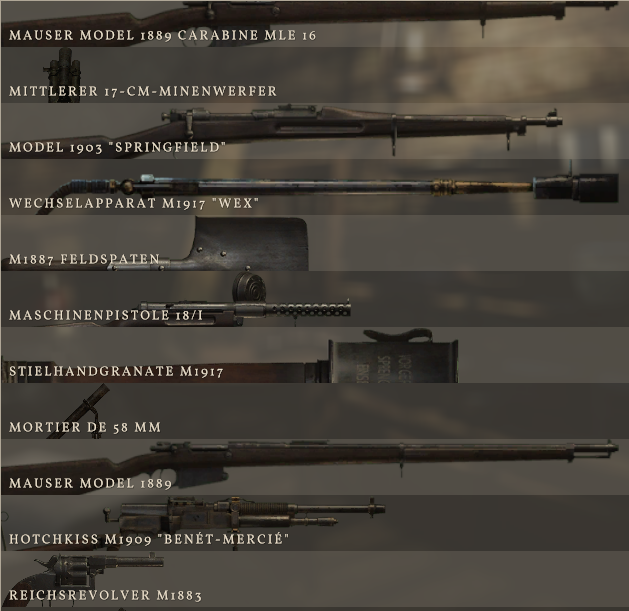 MAUSER MODEL 1889 CARABINE MLE 16
MITTLERER 17-CM-MINENWERFER
MODEL 1903 "SPRINGFIELD"
WECHSELAPPARAT M1917 "WEX"
M1887 FELDSPATEN
MASCHINENPISTOLE 18/I
STIELHANDGRANATE M1917
MORTIER DE 58 MM
MAUSER MODEL 1889
HOTCHKISS M1909 "BENÉT-MERCIÉ"
REICHSREVOLVER M1883